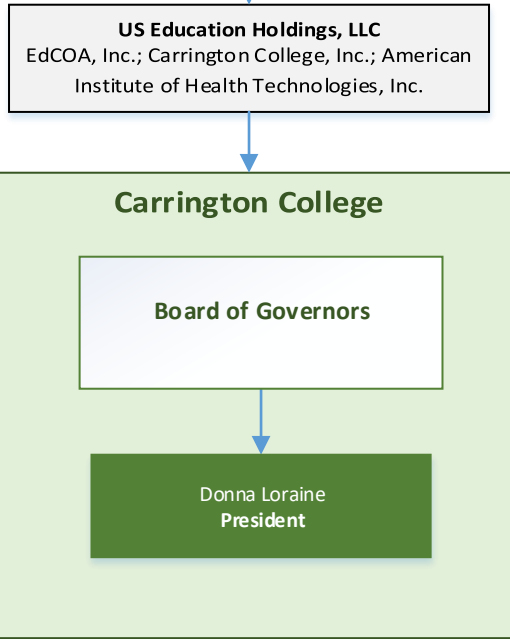 US Education Holdings, LLC
EdCOA, Inc.; Carrington College, Inc.; American
Institute of Health Technologies, Inc.
Carrington College
Board of Governors
Donna Loraine
President